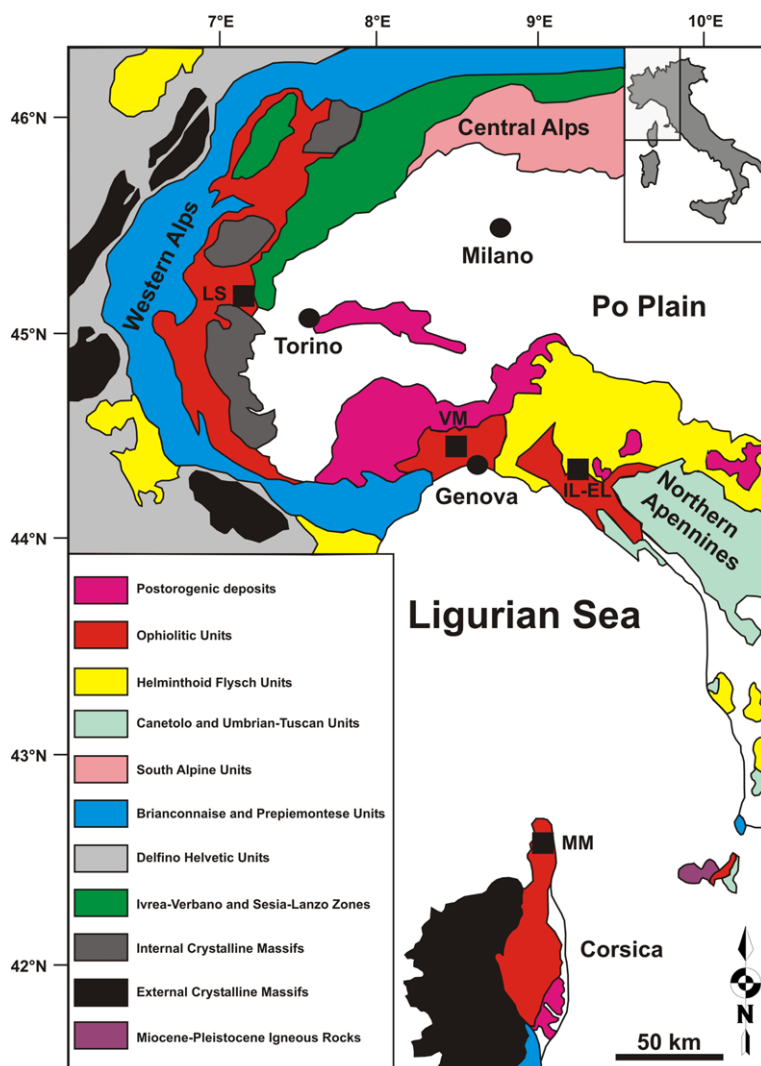 7°E 8°E 9°E 10°E
46°N
Central Alps
Western Alps
Milano
LS
Po Plain
45°N
Torino
VM
Genova
IL-EL
Northern
Apennines
44°N
Postorogenic deposits
Ligurian Sea
Ophiolitic Units
Helminthoid Flysch Units
Canetolo and Umbrian-Tuscan Units
43°N
South Alpine Units
Brianconnaise and Prepiemontese Units
MM
Delfino Helvetic Units
Ivrea-Verbano and Sesia-Lanzo Zones
Internal Crystalline Massifs
Corsica
42°N
External Crystalline Massifs
N
Miocene-Pleistocene Igneous Rocks
50 km